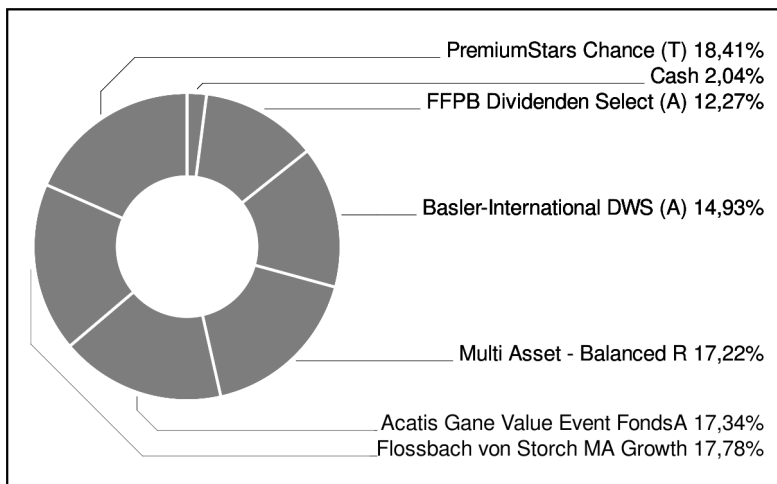 PremiumStars Chance (T) 18,41%
Cash 2,04%
FFPB Dividenden Select (A) 12,27%
Basler-International DWS (A) 14,93%
Multi Asset - Balanced R 17,22%
Acatis Gane Value Event FondsA 17,34%
Flossbach von Storch MA Growth 17,78%